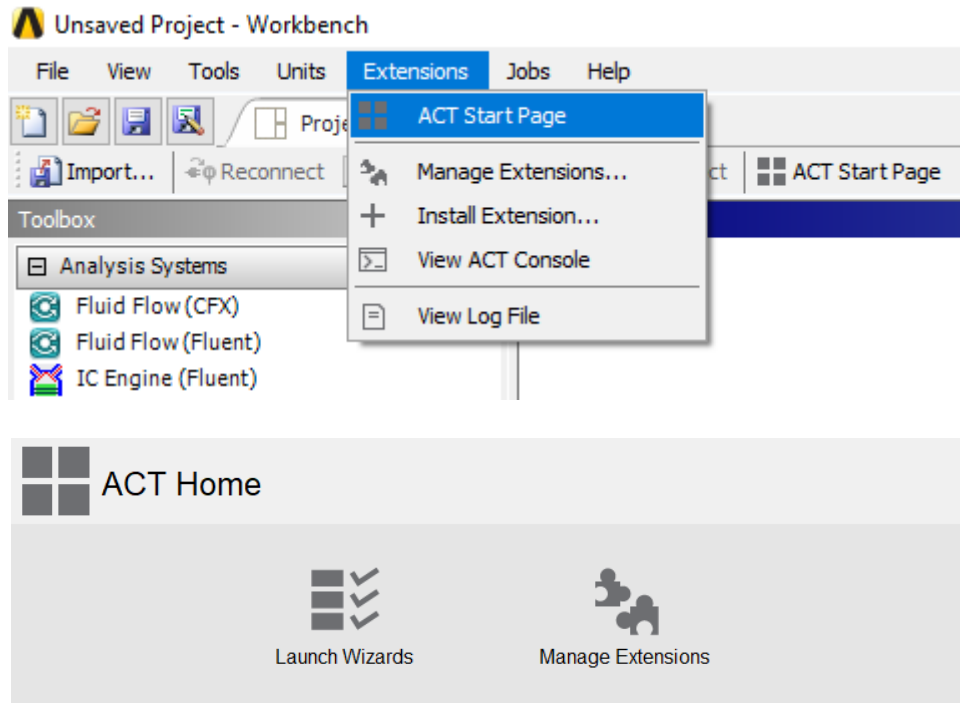 Unsaved Project - Workbench
File View Tools Units Extensions Jobs Help
ACT Start Page
Import... Reconnect ACT Start Page
Manage Extensions...
Toolbox
Install Extension...
Analysis Systems
View ACT Console
Fluid Flow (CFX)
View Log File
Fluid Flow (Fluent)
IC Engine (Fluent)
ACT Home
Launch Wizards Manage Extensions